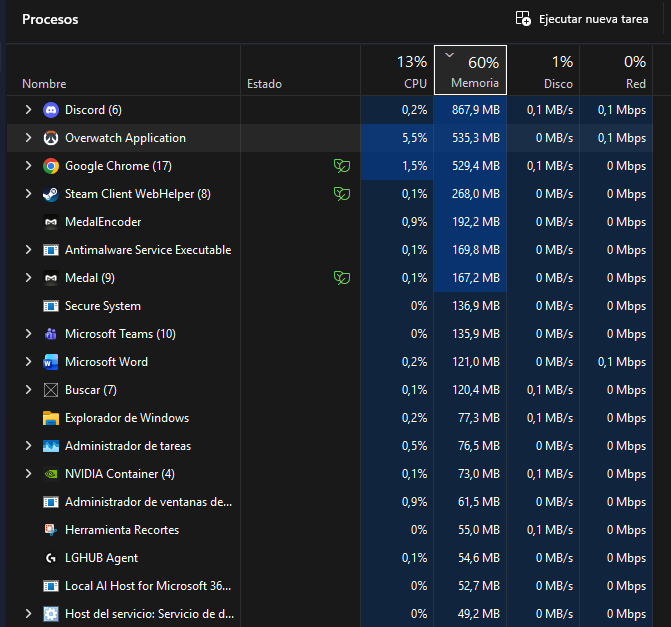 Procesos
Ejecutar nueva tarea
13% 60% 1% 0%
Nombre Estado CPU Memoria Disco Red
Discord (6) 0,2% 867,9 MB 0,1 MB/s 0,1 Mbps
Overwatch Application 5,5% 535,3 MB 0 MB/s 0,1 Mbps
Google Chrome (17) 1,5% 529,4 MB 0,1 MB/s 0 Mbps
Steam Client WebHelper (8) 0,1% 268,0 MB 0 MB/s 0 Mbps
MedalEncoder 0,9% 192,2 MB 0 MB/s 0 Mbps
Antimalware Service Executable 0,1% 169,8 MB 0 MB/s 0 Mbps
Medal (9) 0,1% 167,2 MB 0 MB/s 0 Mbps
Secure System 0% 136,9 MB 0 MB/s 0 Mbps
Microsoft Teams (10) 0% 135,9 MB 0 MB/s 0 Mbps
Microsoft Word 0,2% 121,0 MB 0 MB/s 0,1 Mbps
Buscar (7) 0,1% 120,4 MB 0,1 MB/s 0 Mbps
Explorador de Windows 0,2% 77,3 MB 0 MB/s 0 Mbps
Administrador de tareas 0,5% 76,5 MB 0 MB/s 0 Mbps
NVIDIA Container (4) 0,1% 73,0 MB 0,1 MB/s 0 Mbps
Administrador de ventanas de... 0,9% 61,5 MB 0 MB/s 0 Mbps
Herramienta Recortes 0% 55,0 MB 0,1 MB/s 0 Mbps
LGHUB Agent 0,1% 54,6 MB 0 MB/s 0 Mbps
Local AI Host for Microsoft 36... 0% 52,7 MB 0 MB/s 0 Mbps
Host del servicio: Servicio de d... 0% 49,2 MB 0 MB/s 0 Mbps